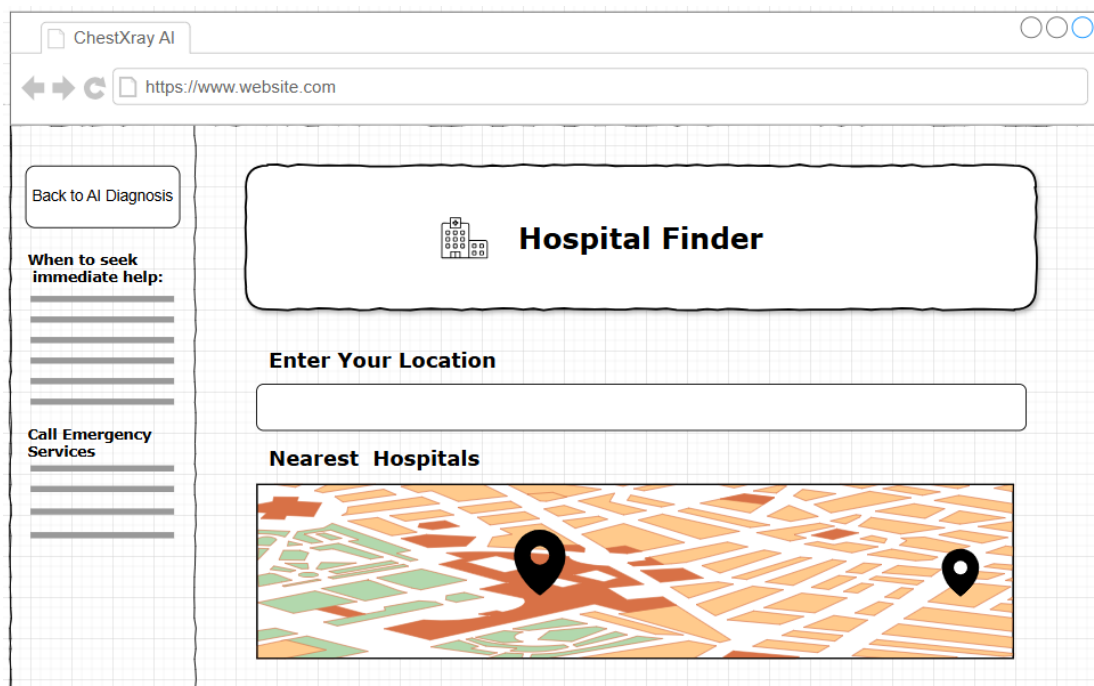 ChestXray AI
https://www.website.com
Back to AI Diagnosis
When to seek
immediate help:
Call Emergency
Services
Hospital Finder
Enter Your Location
Nearest Hospitals